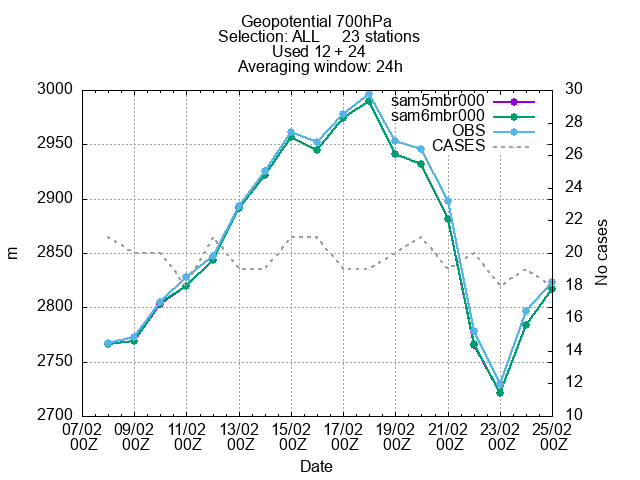 Geopotential 700hPa
Selection: ALL 23 stations
Used 12 + 24
Averaging window: 24h
3000
2950
2900
2850
2800
2750
2700
m
30
28
26
24
22
20
18
16
14
12
10
No cases
sam5mbr000
sam6mbr000
OBS
CASES
07/02 09/02 11/02 13/02 15/02 17/02 19/02 21/02 23/02 25/02
00Z 00Z 00Z 00Z 00Z 00Z 00Z 00Z 00Z 00Z
Date